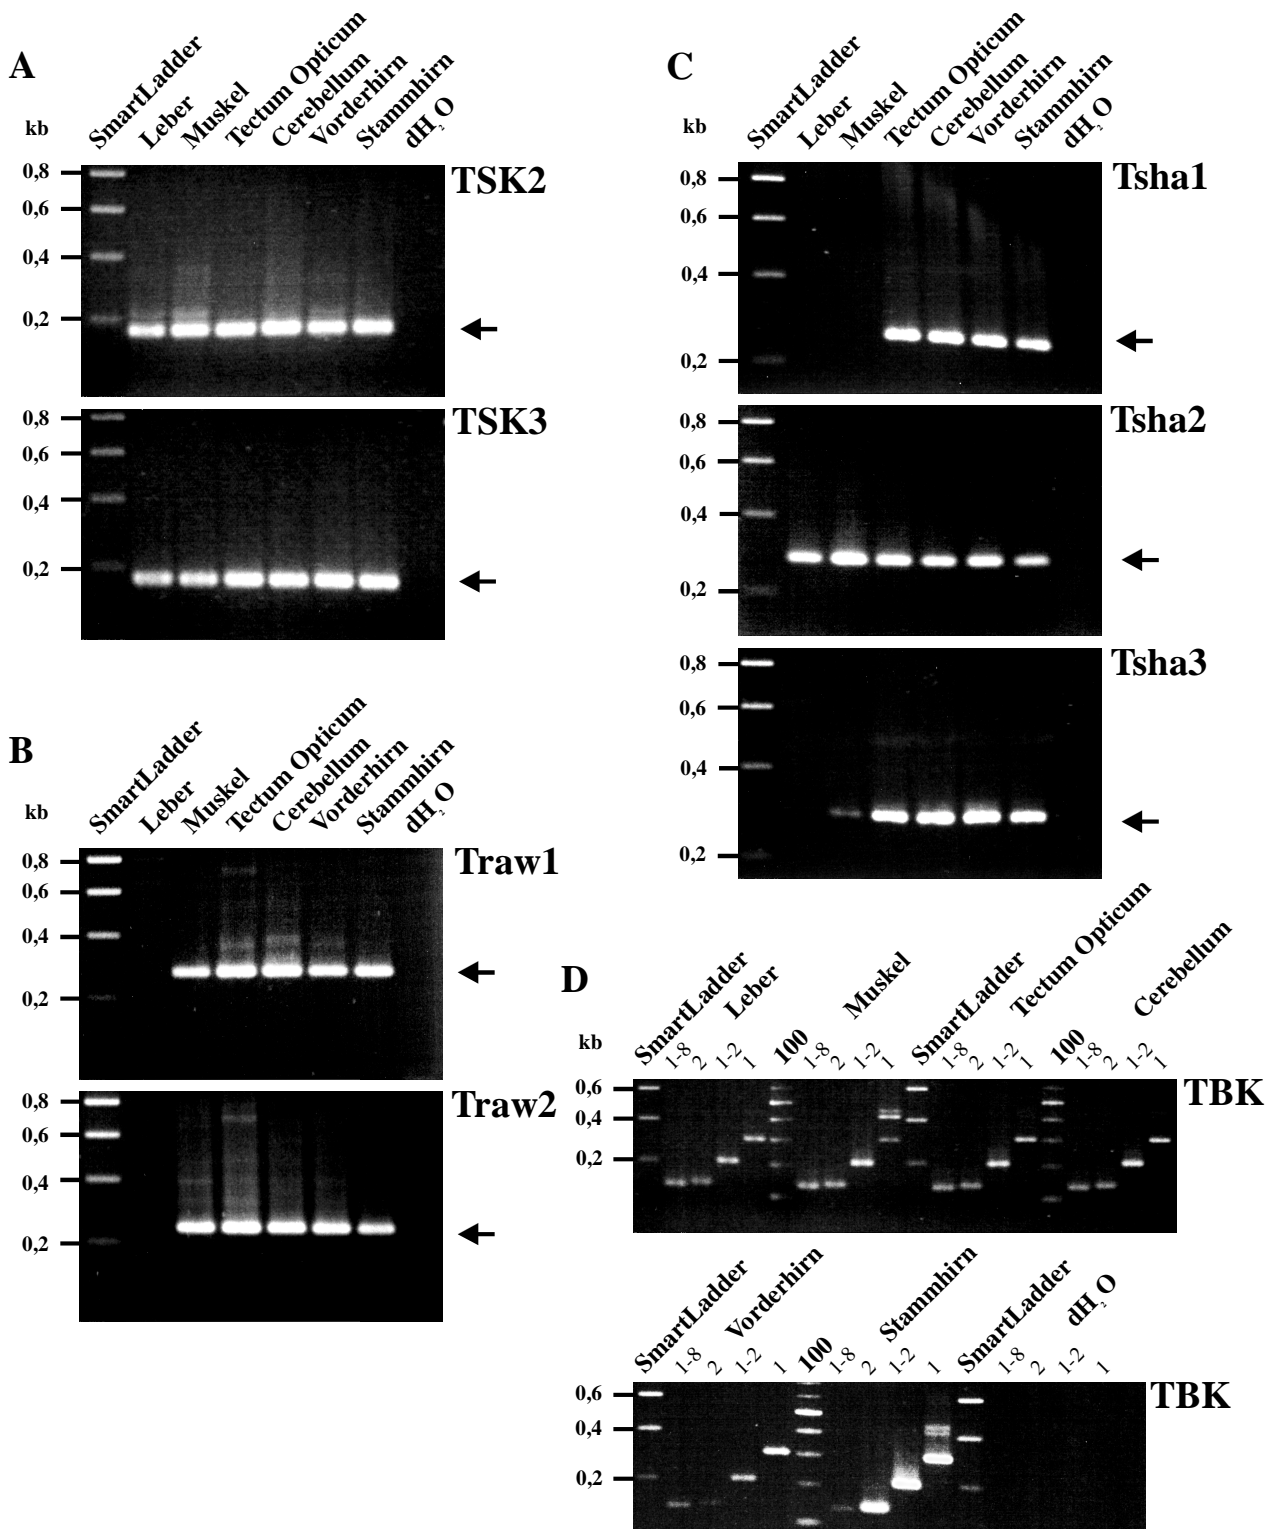 A
kb
SmartLadder
Leber
Muskel
Tectum Opticum
Cerebellum
Vorderhirn
Stammhirn
dH₂O
0,8
0,6
0,4
0,2
TSK2
0,8
0,6
0,4
0,2
TSK3
B
kb
SmartLadder
Leber
Muskel
Tectum Opticum
Cerebellum
Vorderhirn
Stammhirn
dH₂O
0,8
0,6
0,4
0,2
Traw1
0,8
0,6
0,4
0,2
Traw2
C
kb
SmartLadder
Leber
Muskel
Tectum Opticum
Cerebellum
Vorderhirn
Stammhirn
dH₂O
0,8
0,6
0,4
0,2
Tsha1
0,8
0,6
0,4
0,2
Tsha2
0,8
0,6
0,4
0,2
Tsha3
D
kb
SmartLadder
Leber
Muskel
SmartLadder
Tectum Opticum
Cerebellum
1-8 2 1-2 1 100 1-8 2 1-2 1 1-8 2 1-2 1 100 1-8 2 1-2 1
0,6
0,4
0,2
TBK
SmartLadder
Vorderhirn
Stammhirn
SmartLadder
dH₂O
1-8 2 1-2 1 100 1-8 2 1-2 1 1-8 2 1-2 1
0,6
0,4
0,2
TBK